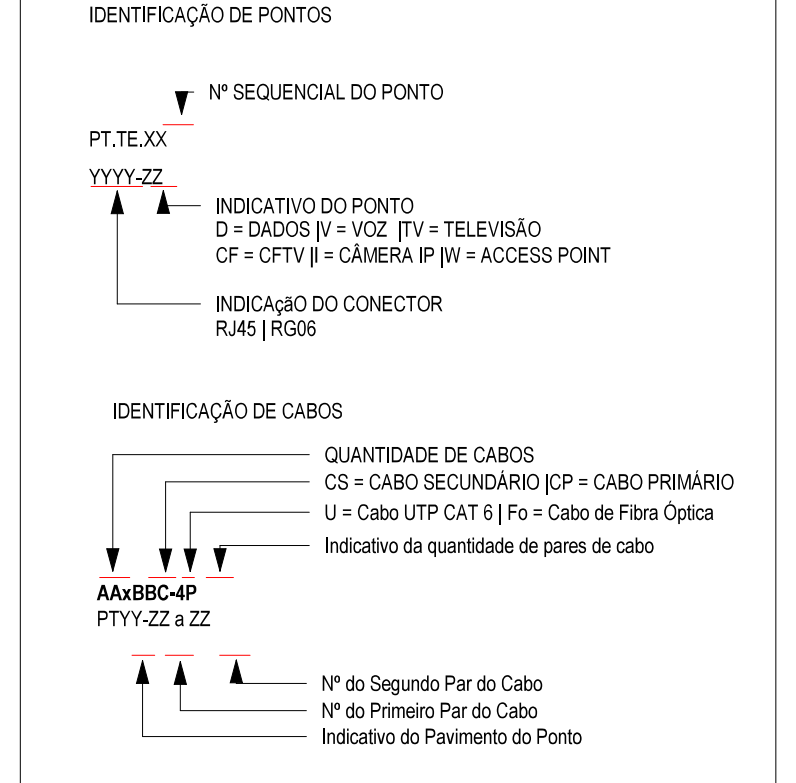 IDENTIFICAÇÃO DE PONTOS
Nº SEQUENCIAL DO PONTO
PT.TE.XX
YYYY-ZZ
INDICATIVO DO PONTO
D = DADOS |V = VOZ |TV = TELEVISÃO
CF = CFTV |I = CÂMERA IP |W = ACCESS POINT
INDICAçãO DO CONECTOR
RJ45 | RG06
IDENTIFICAÇÃO DE CABOS
QUANTIDADE DE CABOS
CS = CABO SECUNDÁRIO |CP = CABO PRIMÁRIO
U = Cabo UTP CAT 6 | Fo = Cabo de Fibra Óptica
Indicativo da quantidade de pares de cabo
AAxBBC-4P
PTYY-ZZ a ZZ
Nº do Segundo Par do Cabo
Nº do Primeiro Par do Cabo
Indicativo do Pavimento do Ponto